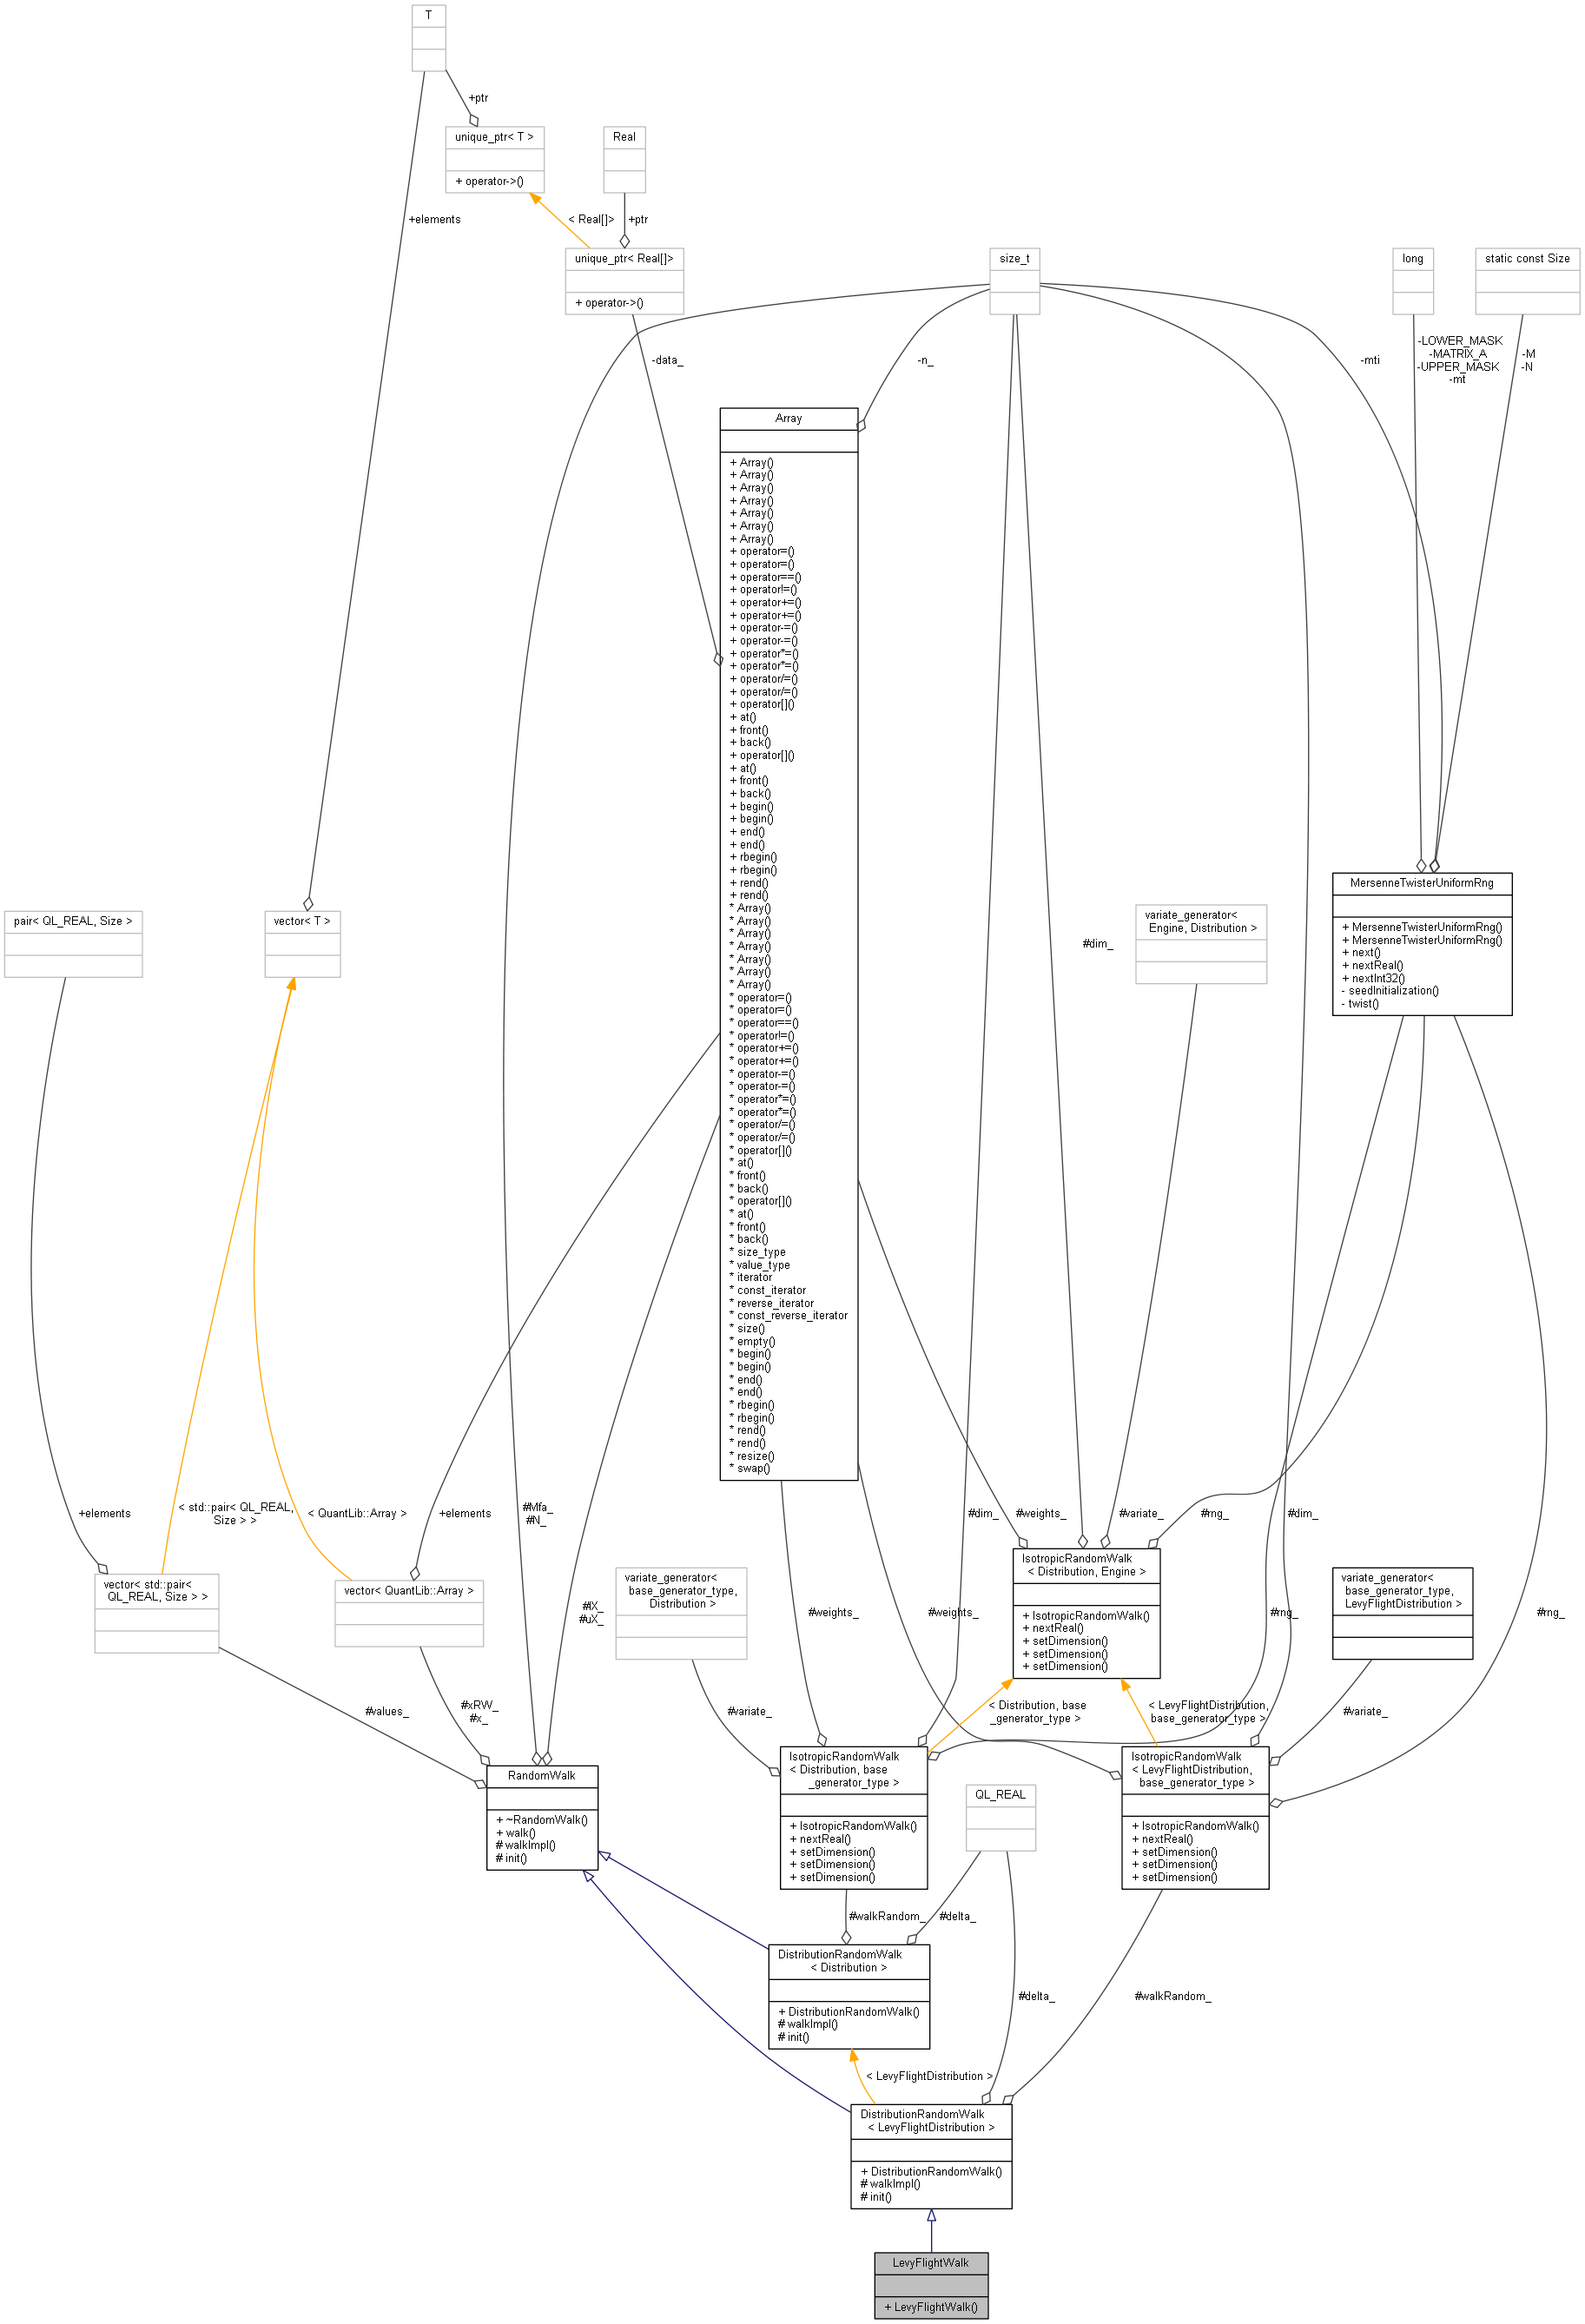 T
+ptr
unique_ptr< T >
+ operator->()
Real
+elements
< Real[]>
+ptr
unique_ptr< Real[]>
+ operator->()
size_t
long
static const Size
-data_
-n_
-mti
-LOWER_MASK
-MATRIX_A
-UPPER_MASK
-mt
-M
-N
Array
+ Array()
+ Array()
+ Array()
+ Array()
+ Array()
+ Array()
+ Array()
+ operator=()
+ operator=()
+ operator==()
+ operator!=()
+ operator+=()
+ operator+=()
+ operator-=()
+ operator-=()
+ operator*=()
+ operator*=()
+ operator/=()
+ operator/=()
+ operator[]()
+ at()
+ front()
+ back()
+ operator[]()
+ at()
+ front()
+ back()
+ begin()
+ begin()
+ end()
+ end()
+ rbegin()
+ rbegin()
+ rend()
+ rend()
* Array()
* Array()
* Array()
* Array()
* Array()
* Array()
* Array()
* operator=()
* operator=()
* operator==()
* operator!=()
* operator+=()
* operator+=()
* operator-=()
* operator-=()
* operator*=()
* operator*=()
* operator/=()
* operator/=()
* operator[]()
* at()
* front()
* back()
* operator[]()
* at()
* front()
* back()
* size_type
* value_type
* iterator
* const_iterator
* reverse_iterator
* const_reverse_iterator
* size()
* empty()
* begin()
* begin()
* end()
* end()
* rbegin()
* rbegin()
* rend()
* rend()
* resize()
* swap()
MersenneTwisterUniformRng
+ MersenneTwisterUniformRng()
+ MersenneTwisterUniformRng()
+ next()
+ nextReal()
+ nextInt32()
- seedInitialization()
- twist()
pair< QL_REAL, Size >
vector< T >
variate_generator<
Engine, Distribution >
#dim_
+elements
< std::pair< QL_REAL,
Size > >
< QuantLib::Array >
+elements
#Mfa_
#N_
#dim_
#weights_
#variate_
#rng_
#dim_
vector< std::pair<
QL_REAL, Size > >
vector< QuantLib::Array >
#lX_
#uX_
variate_generator<
base_generator_type,
Distribution >
#weights_
#weights_
IsotropicRandomWalk
< Distribution, Engine >
+ IsotropicRandomWalk()
+ nextReal()
+ setDimension()
+ setDimension()
+ setDimension()
#rng_
variate_generator<
base_generator_type,
LevyFlightDistribution >
#rng_
#values_
#xRW_
#x_
#variate_
< Distribution, base
_generator_type >
< LevyFlightDistribution,
base_generator_type >
#variate_
RandomWalk
+ ~RandomWalk()
+ walk()
# walkImpl()
# init()
IsotropicRandomWalk
< Distribution, base
_generator_type >
+ IsotropicRandomWalk()
+ nextReal()
+ setDimension()
+ setDimension()
+ setDimension()
QL_REAL
IsotropicRandomWalk
< LevyFlightDistribution,
base_generator_type >
+ IsotropicRandomWalk()
+ nextReal()
+ setDimension()
+ setDimension()
+ setDimension()
#walkRandom_
#delta_
DistributionRandomWalk
< Distribution >
+ DistributionRandomWalk()
# walkImpl()
# init()
#delta_
#walkRandom_
< LevyFlightDistribution >
DistributionRandomWalk
< LevyFlightDistribution >
+ DistributionRandomWalk()
# walkImpl()
# init()
LevyFlightWalk
+ LevyFlightWalk()